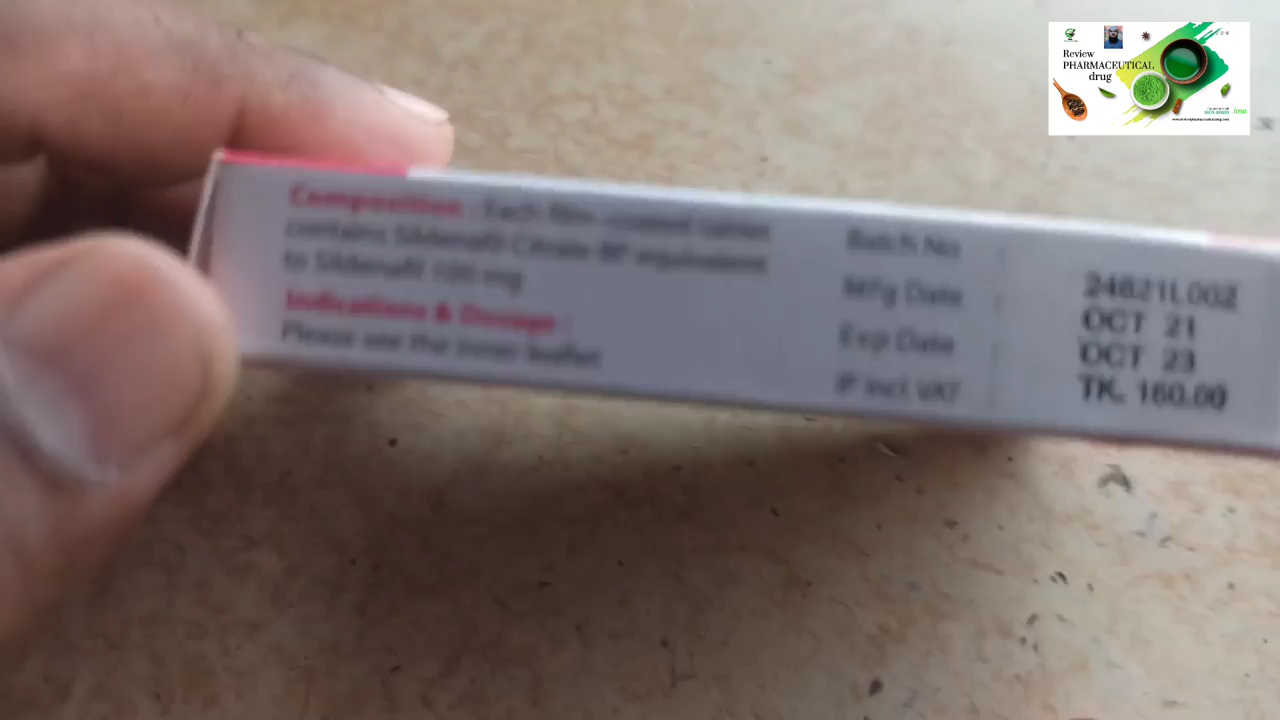 Review
PHARMACEUTICAL
drug
Composition : Each film-coated tablet
contains Sildenafil Citrate BP equivalent
to Sildenafil 100 mg
Indications & Dosage :
Please see the inner leaflet
Batch No : 24621L002
Mfg Date : OCT 21
Exp Date : OCT 23
IP incl. VAT : TK. 160.00